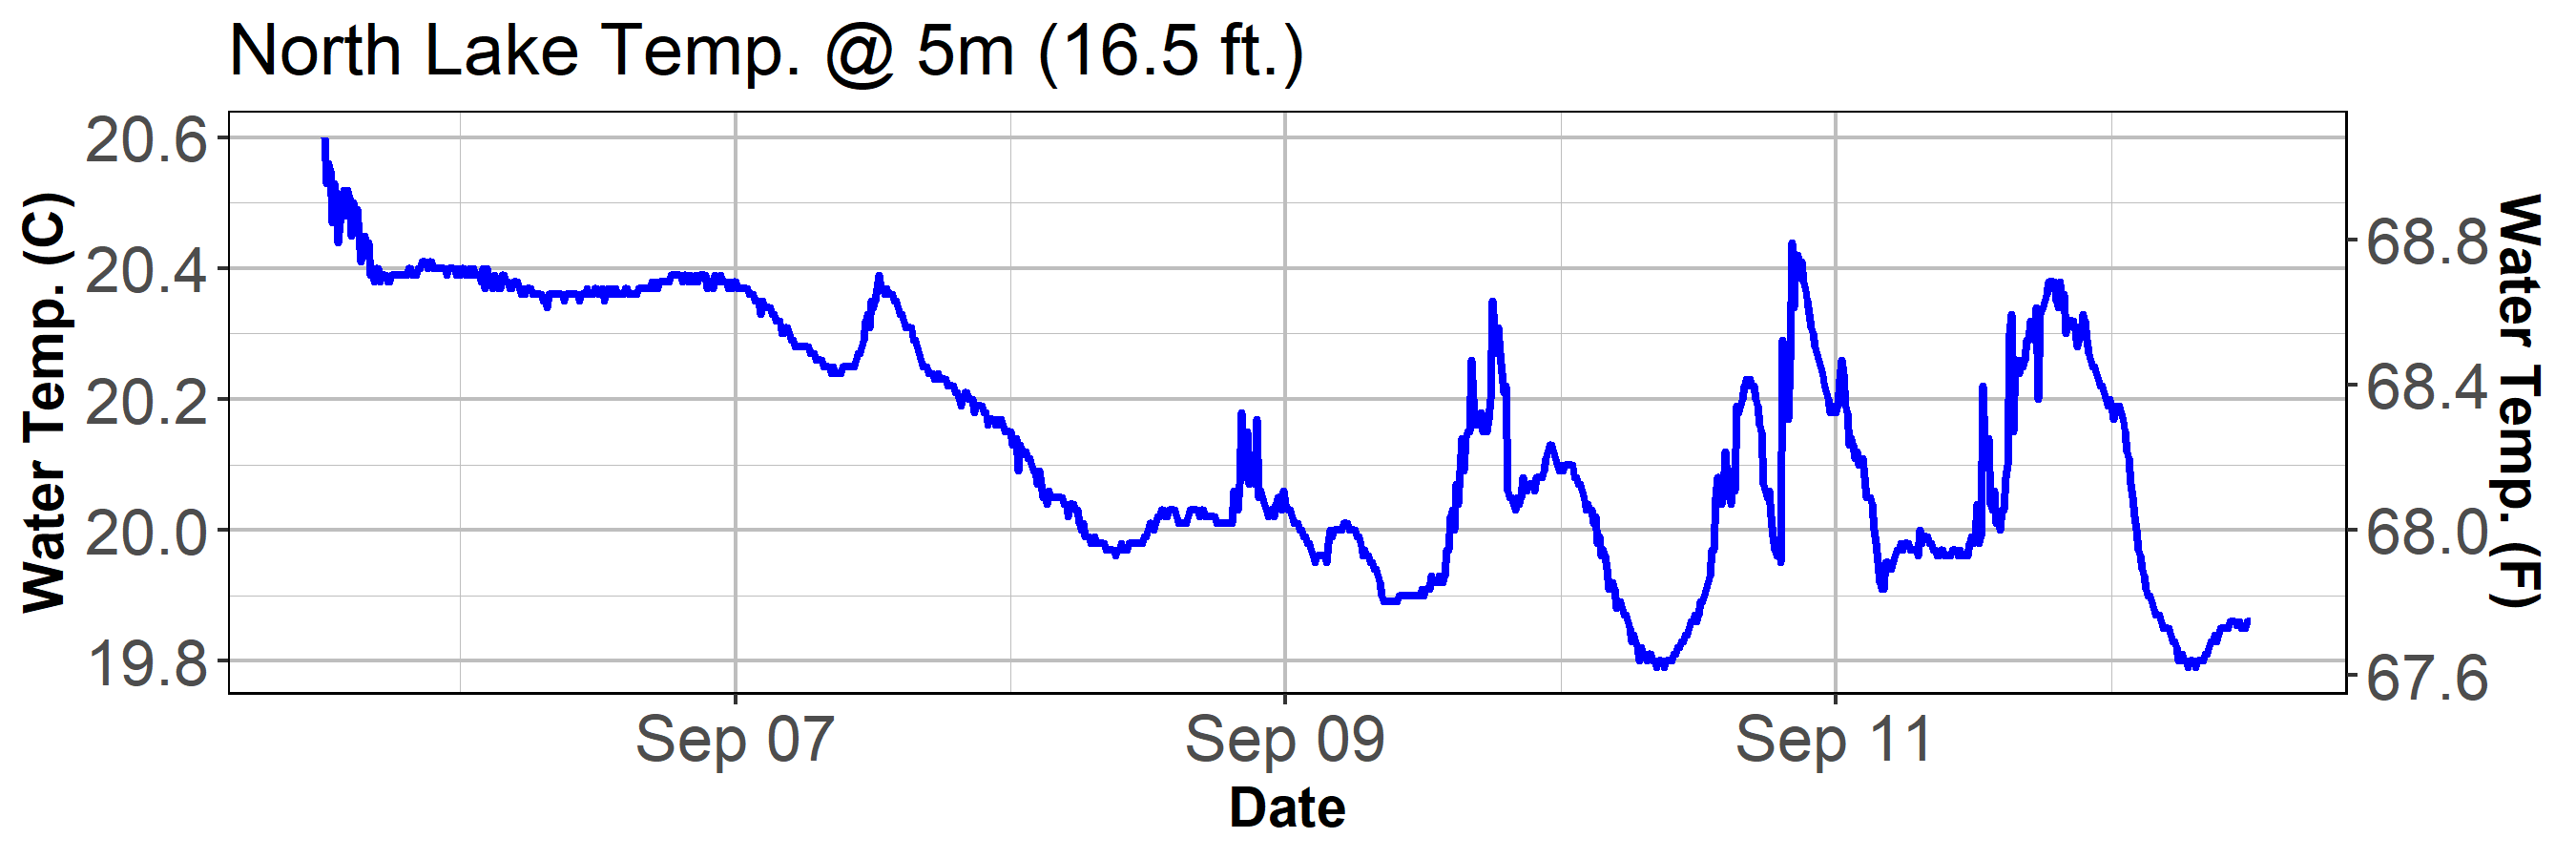 North Lake Temp. @ 5m (16.5 ft.)
Water Temp. (C)
20.6
20.4
20.2
20.0
19.8
68.8
68.4
68.0
67.6
Water Temp. (F)
Sep 07
Sep 09
Sep 11
Date